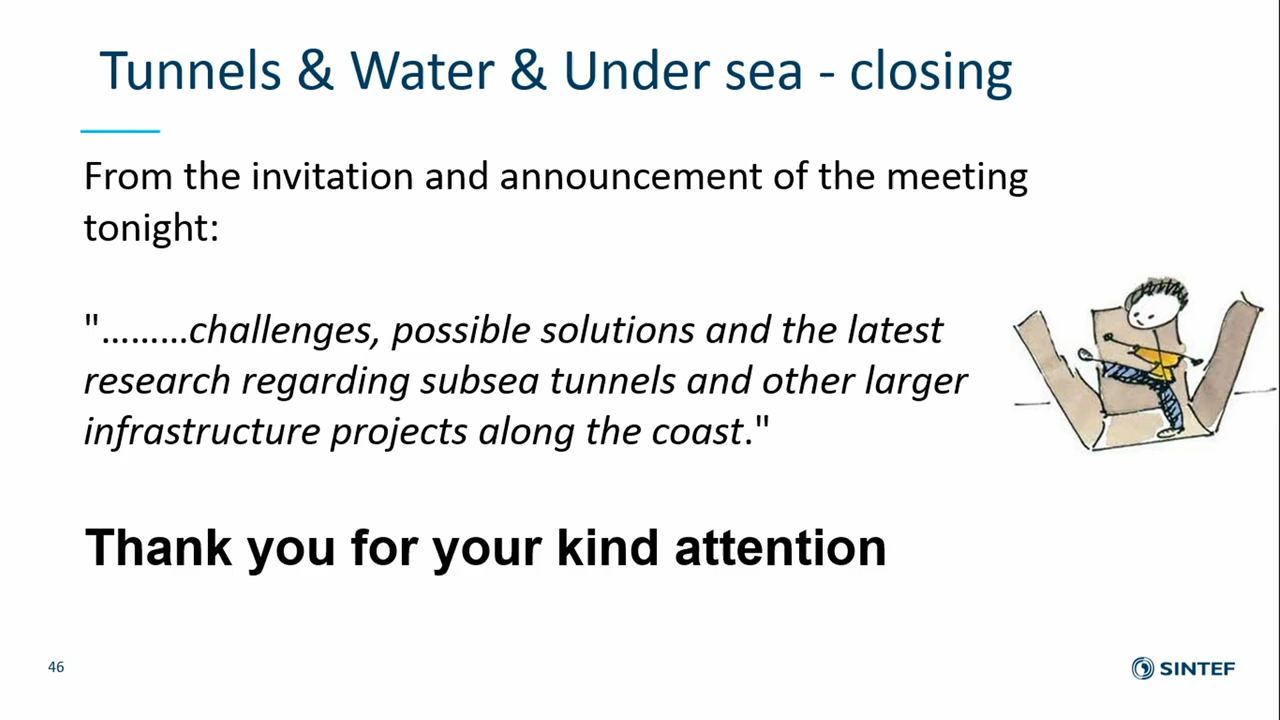 Tunnels & Water & Under sea - closing
From the invitation and announcement of the meeting
tonight:
"………challenges, possible solutions and the latest
research regarding subsea tunnels and other larger
infrastructure projects along the coast."
Thank you for your kind attention
46
SINTEF